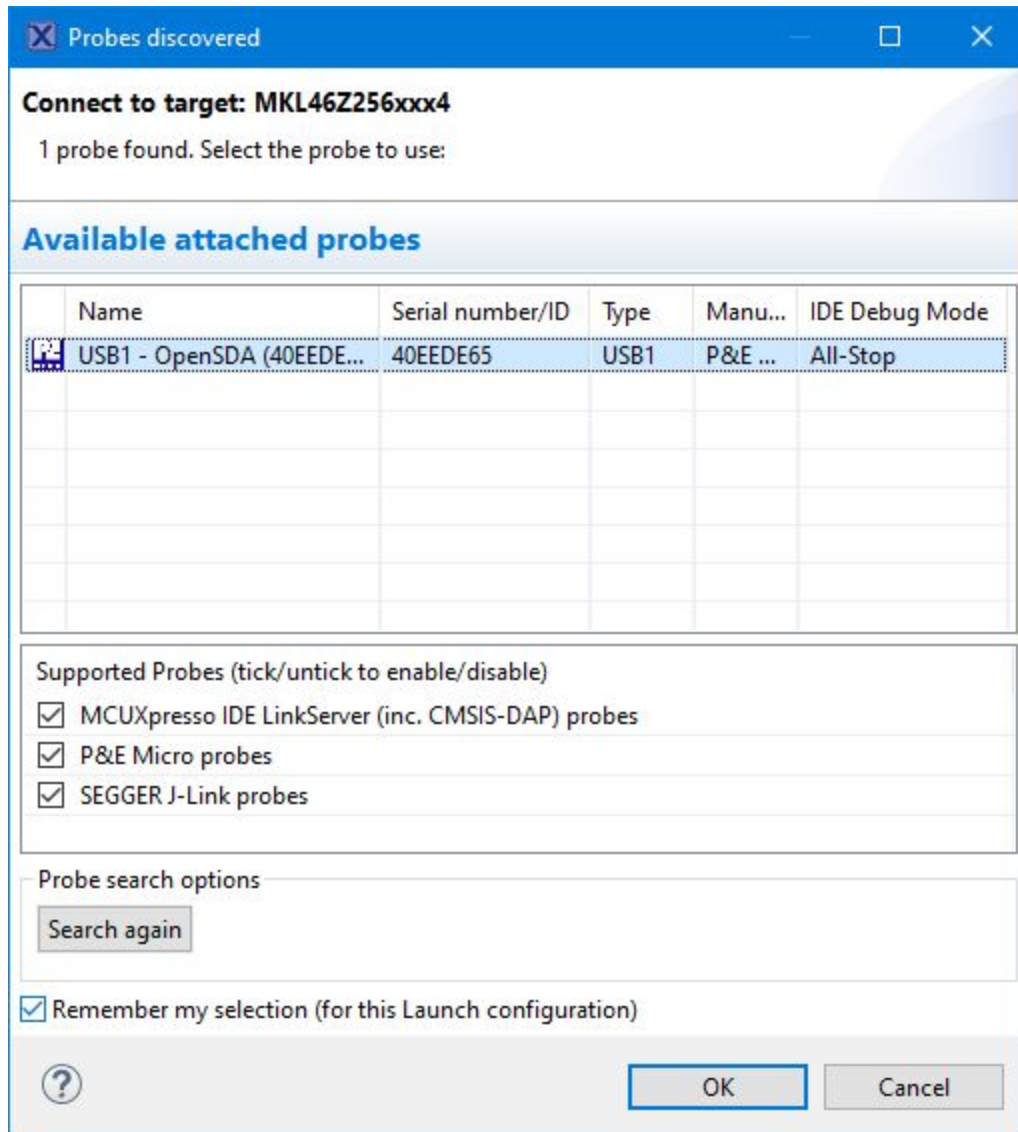 Probes discovered
Connect to target: MKL46Z256xxx4
1 probe found. Select the probe to use:
Available attached probes
Name Serial number/ID Type Manu... IDE Debug Mode
USB1 - OpenSDA (40EEDE... 40EEDE65 USB1 P&E ... All-Stop
Supported Probes (tick/untick to enable/disable)
MCUXpresso IDE LinkServer (inc. CMSIS-DAP) probes
P&E Micro probes
SEGGER J-Link probes
Probe search options
Search again
Remember my selection (for this Launch configuration)
? OK Cancel